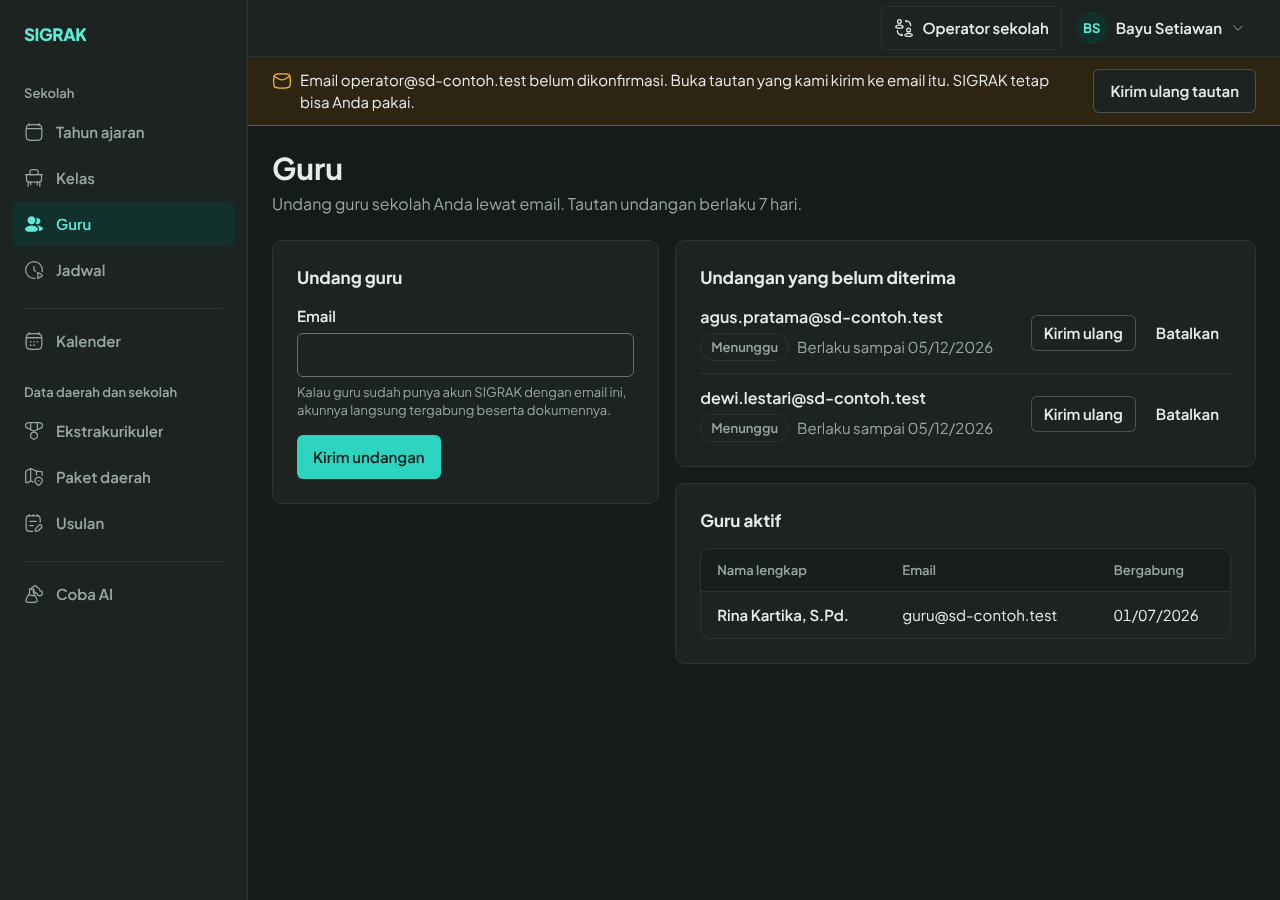 SIGRAK
Operator sekolah
BS
Bayu Setiawan
Email operator@sd-contoh.test belum dikonfirmasi. Buka tautan yang kami kirim ke email itu. SIGRAK tetap
bisa Anda pakai.
Kirim ulang tautan
Sekolah
Tahun ajaran
Kelas
Guru
Jadwal
Kalender
Data daerah dan sekolah
Ekstrakurikuler
Paket daerah
Usulan
Coba AI
Guru
Undang guru sekolah Anda lewat email. Tautan undangan berlaku 7 hari.
Undang guru
Email
Kalau guru sudah punya akun SIGRAK dengan email ini,
akunnya langsung tergabung beserta dokumennya.
Kirim undangan
Undangan yang belum diterima
agus.pratama@sd-contoh.test
Menunggu Berlaku sampai 05/12/2026
Kirim ulang Batalkan
dewi.lestari@sd-contoh.test
Menunggu Berlaku sampai 05/12/2026
Kirim ulang Batalkan
Guru aktif
Nama lengkap Email Bergabung
Rina Kartika, S.Pd. guru@sd-contoh.test 01/07/2026